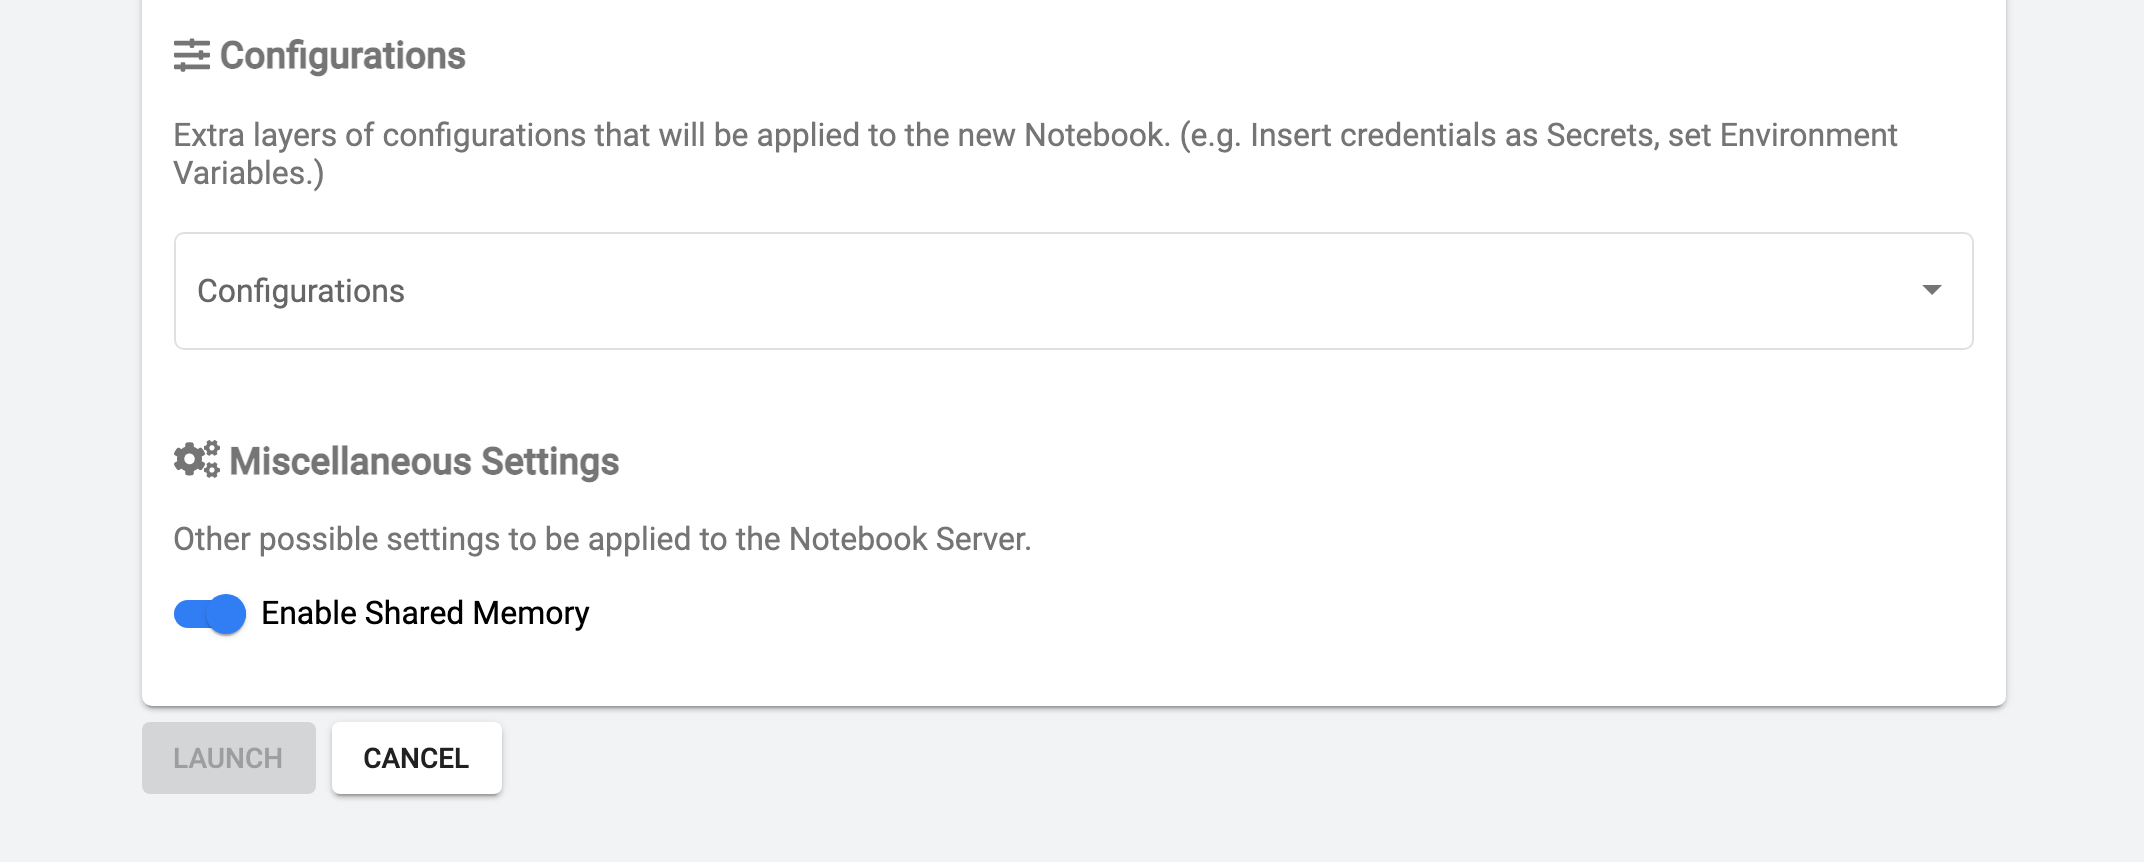 Configurations
Extra layers of configurations that will be applied to the new Notebook. (e.g. Insert credentials as Secrets, set Environment
Variables.)
Configurations
Miscellaneous Settings
Other possible settings to be applied to the Notebook Server.
Enable Shared Memory
LAUNCH CANCEL